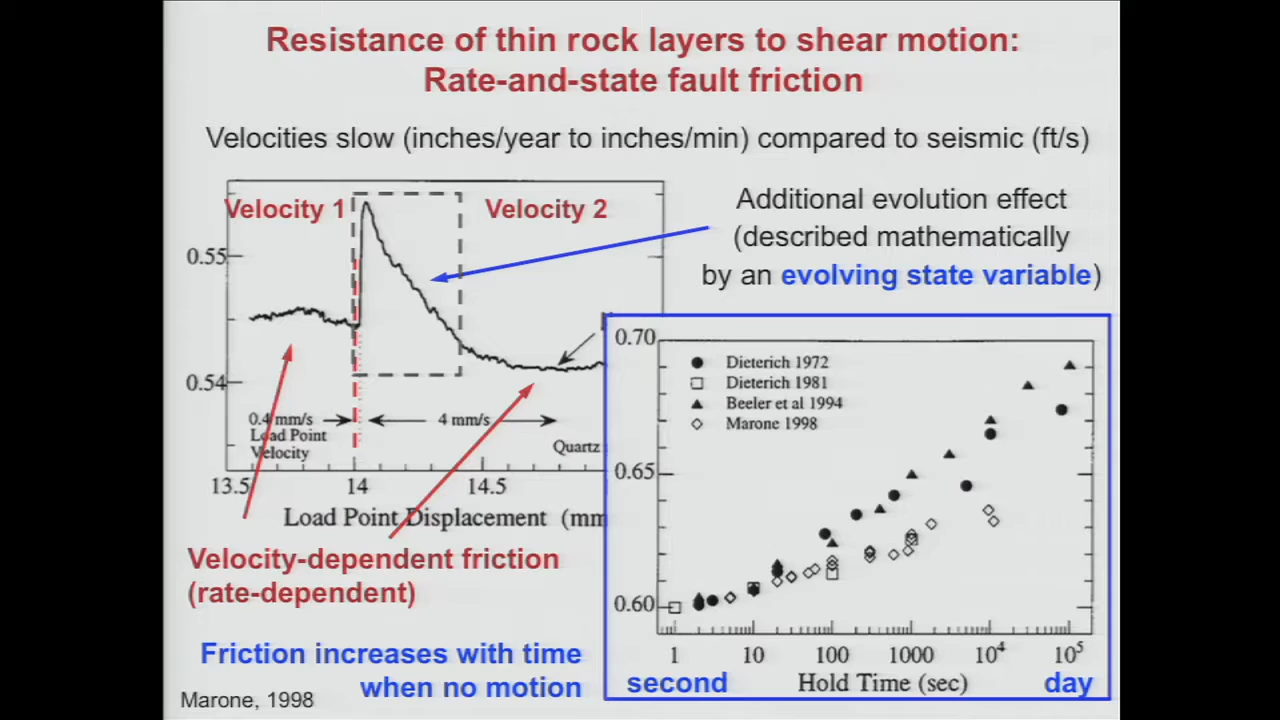 Resistance of thin rock layers to shear motion:
Rate-and-state fault friction
Velocities slow (inches/year to inches/min) compared to seismic (ft/s)
Velocity 1
Velocity 2
Additional evolution effect
(described mathematically
by an evolving state variable)
0.55
0.54
0.4 mm/s
Load Point
Velocity
4 mm/s
Quartz
13.5
14
14.5
Load Point Displacement (mm
Velocity-dependent friction
(rate-dependent)
Friction increases with time
when no motion
Marone, 1998
0.70
0.65
0.60
Dieterich 1972
Dieterich 1981
Beeler et al 1994
Marone 1998
1
10
100
1000
10⁴
10⁵
second
Hold Time (sec)
day